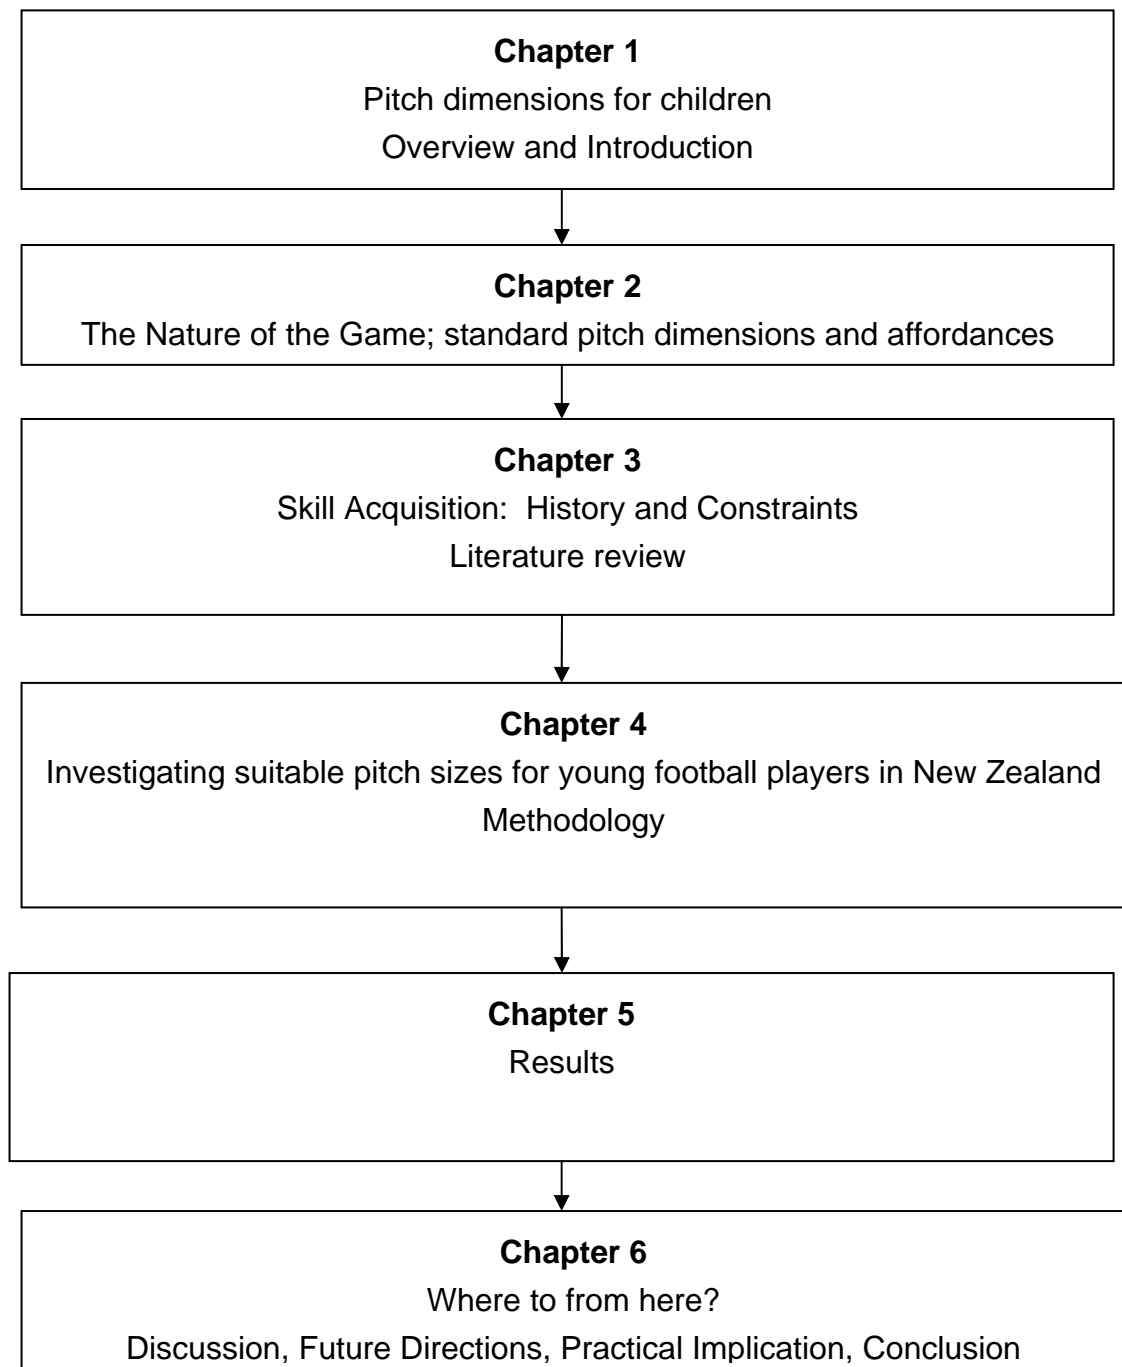 Chapter 1
Pitch dimensions for children
Overview and Introduction
Chapter 2
The Nature of the Game; standard pitch dimensions and affordances
Chapter 3
Skill Acquisition:  History and Constraints
Literature review
Chapter 4
Investigating suitable pitch sizes for young football players in New Zealand
Methodology
Chapter 5
Results
Chapter 6
Where to from here?
Discussion, Future Directions, Practical Implication, Conclusion